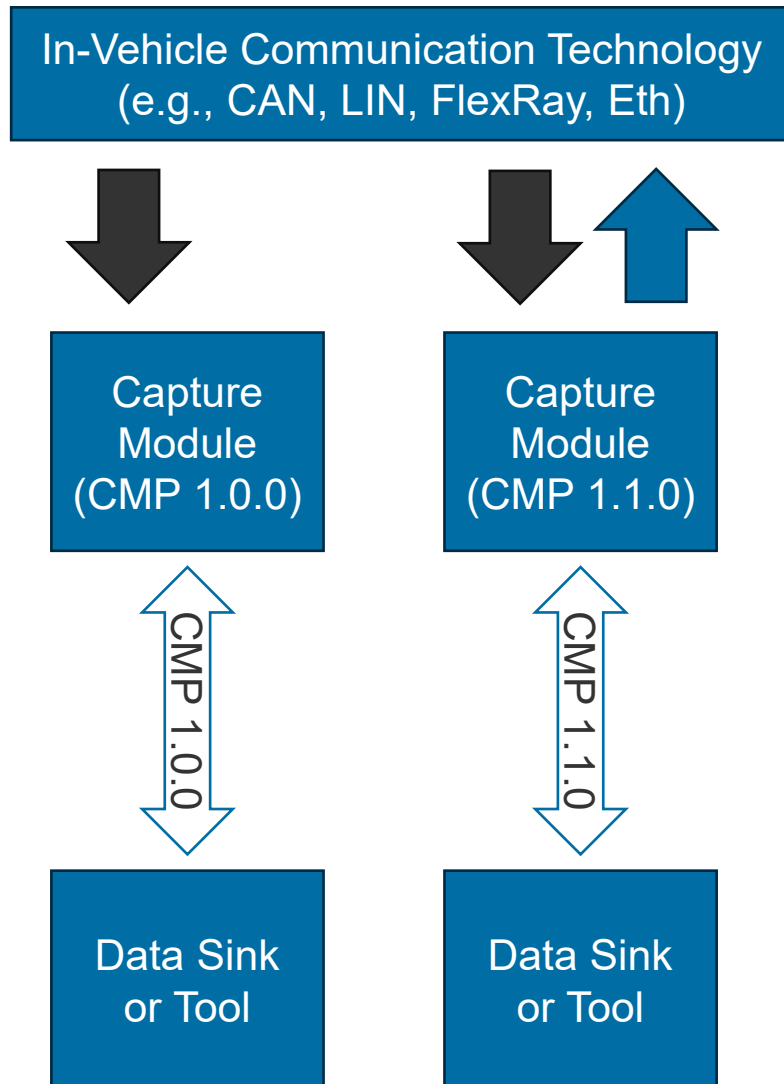 In-Vehicle Communication Technology
(e.g., CAN, LIN, FlexRay, Eth)
Capture
Module
(CMP 1.0.0)
Capture
Module
(CMP 1.1.0)
CMP 1.0.0
CMP 1.1.0
Data Sink
or Tool
Data Sink
or Tool